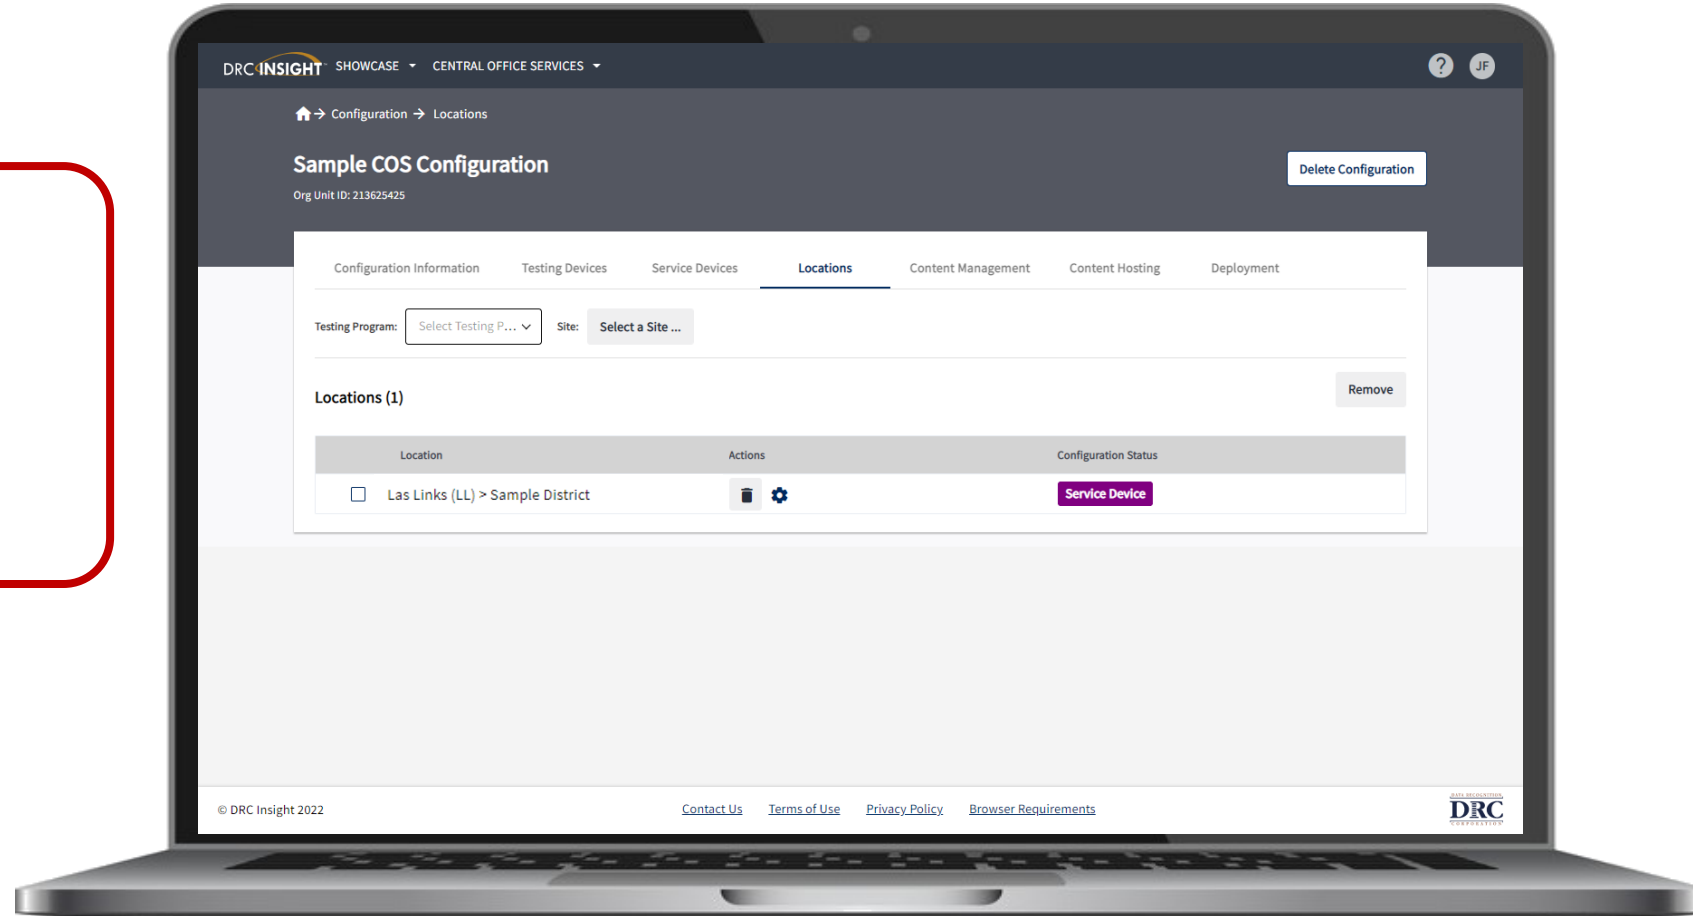 DRC INSIGHT SHOWCASE CENTRAL OFFICE SERVICES ? JF
Configuration → Locations
Sample COS Configuration
Delete Configuration
Org Unit ID: 213625425
Configuration Information Testing Devices Service Devices Locations Content Management Content Hosting Deployment
Testing Program: Select Testing P... Site: Select a Site ...
Locations (1) Remove
Location Actions Configuration Status
Las Links (LL) > Sample District Service Device
© DRC Insight 2022 Contact Us Terms of Use Privacy Policy Browser Requirements
DATA RECOGNITION
DRC
CORPORATION